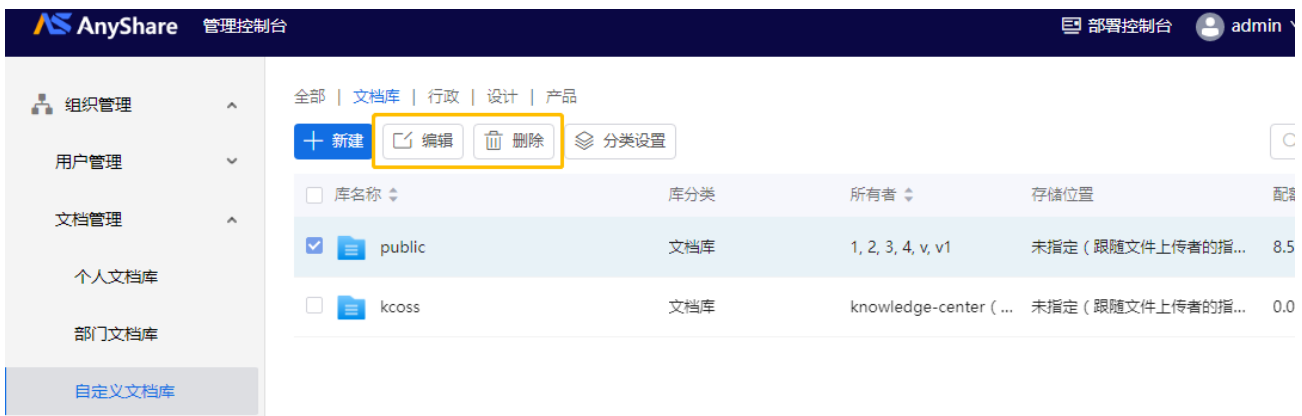 AnyShare 管理控制台 部署控制台 admin
组织管理
用户管理
文档管理
个人文档库
部门文档库
自定义文档库
全部 | 文档库 | 行政 | 设计 | 产品
新建 编辑 删除 分类设置
库名称 库分类 所有者 存储位置
public 文档库 1, 2, 3, 4, v, v1 未指定 ( 跟随文件上传者的指... 8.5
kcoss 文档库 knowledge-center ( ... 未指定 ( 跟随文件上传者的指... 0.0